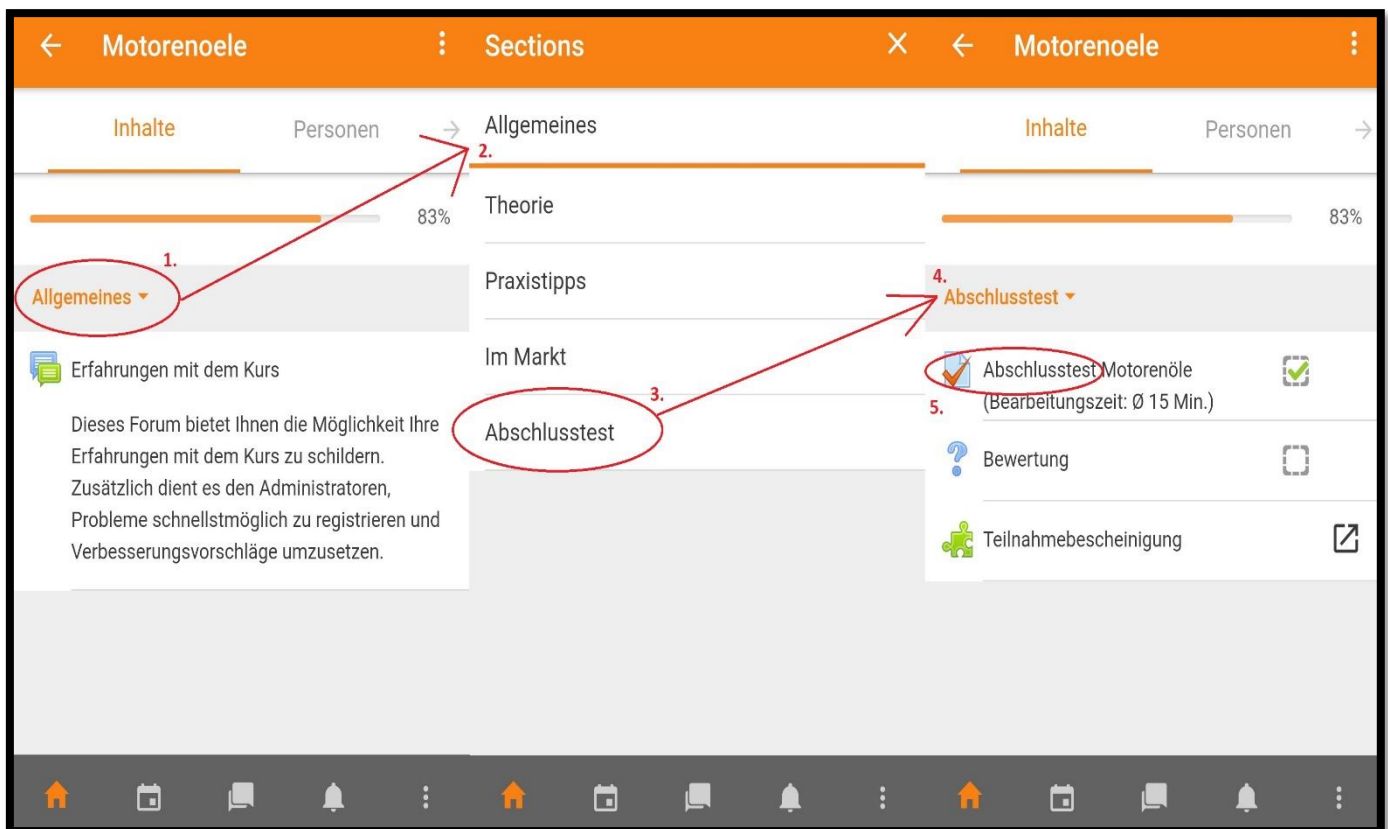 Motorenoele
Inhalte Personen
83%
1.
Allgemeines
Erfahrungen mit dem Kurs
Dieses Forum bietet Ihnen die Möglichkeit Ihre
Erfahrungen mit dem Kurs zu schildern.
Zusätzlich dient es den Administratoren,
Probleme schnellstmöglich zu registrieren und
Verbesserungsvorschläge umzusetzen.
Sections
Allgemeines
2.
Theorie
Praxistipps
Im Markt
3.
Abschlusstest
Motorenoele
Inhalte Personen
83%
4.
Abschlusstest
Abschlusstest Motorenöle
(Bearbeitungszeit: Ø 15 Min.)
5.
Bewertung
Teilnahmebescheinigung